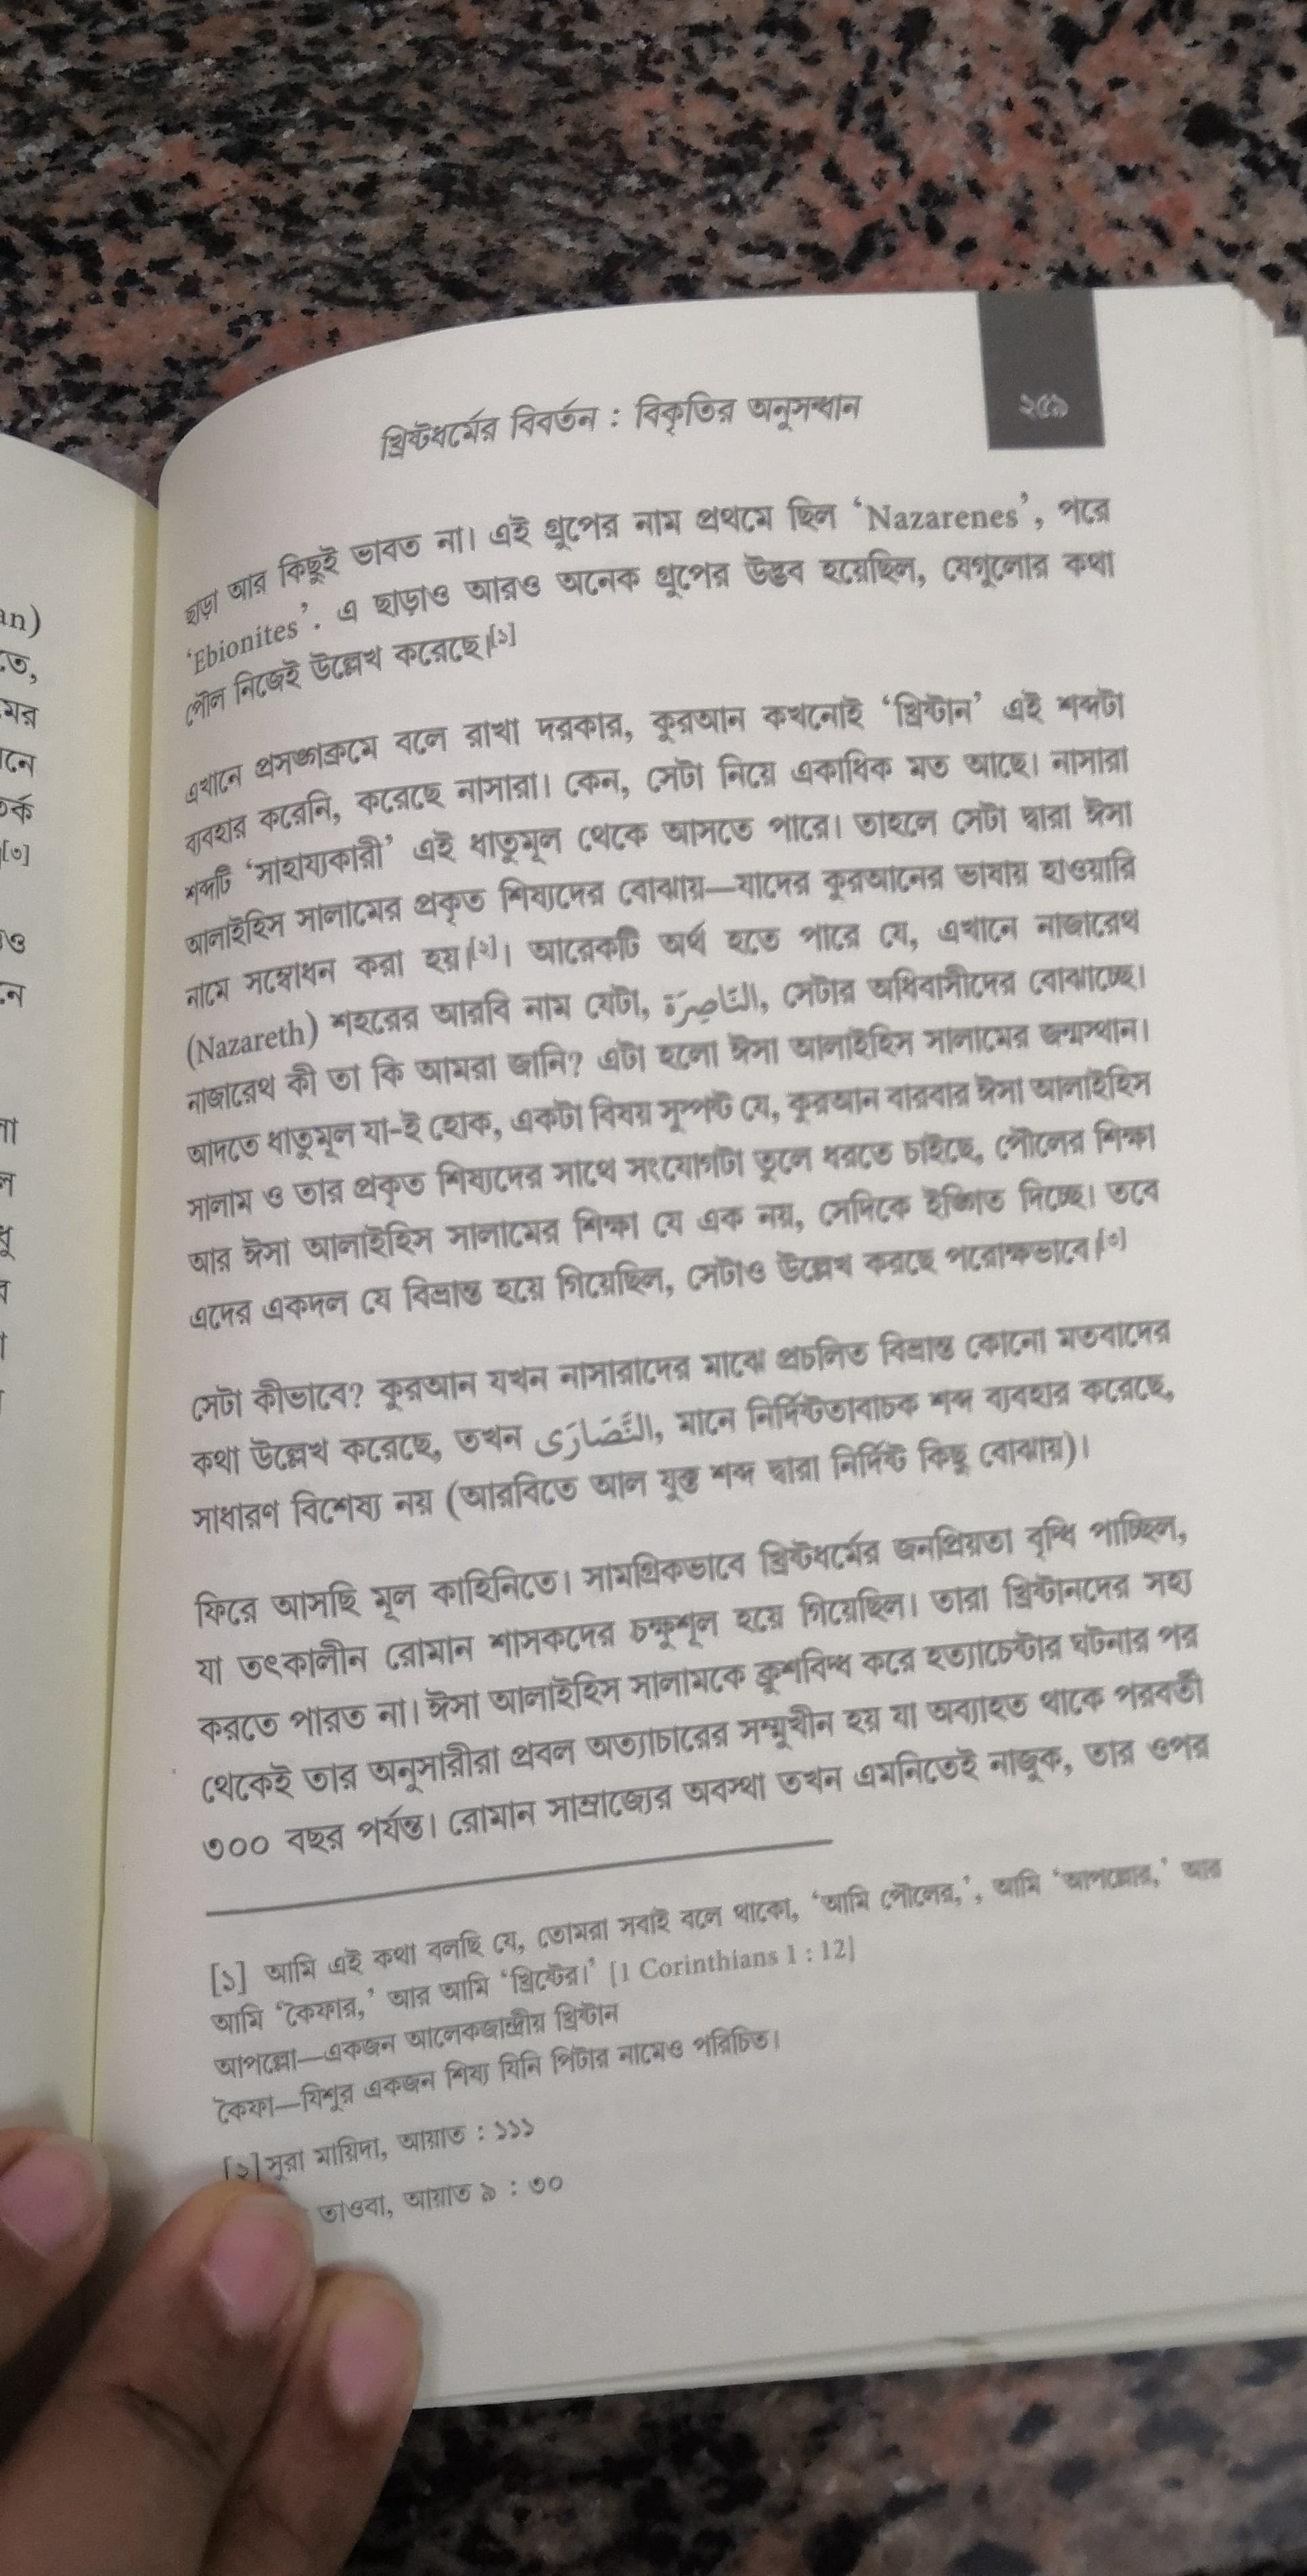 an)
তে,
মের
নে
র্ক
[৩]
ও
নে
না
ল
ধু
খ্রিষ্টধর্মের বিবর্তন : বিকৃতির অনুসন্ধান
২৫৯
ছাড়া আর কিছুই ভাবত না। এই গ্রুপের নাম প্রথমে ছিল ‘Nazarenes’, পরে
‘Ebionites’. এ ছাড়াও আরও অনেক গ্রুপের উদ্ভব হয়েছিল, যেগুলোর কথা
পৌল নিজেই উল্লেখ করেছে।[১]
এখানে প্রসঙ্গক্রমে বলে রাখা দরকার, কুরআন কখনোই ‘খ্রিষ্টান’ এই শব্দটা
ব্যবহার করেনি, করেছে নাসারা। কেন, সেটা নিয়ে একাধিক মত আছে। নাসারা
শব্দটি ‘সাহায্যকারী’ এই ধাতুমূল থেকে আসতে পারে। তাহলে সেটা দ্বারা ঈসা
আলাইহিস সালামের প্রকৃত শিষ্যদের বোঝায়—যাদের কুরআনের ভাষায় হাওয়ারি
নামে সম্বোধন করা হয়।[২]। আরেকটি অর্থ হতে পারে যে, এখানে নাজারেথ
(Nazareth) শহরের আরবি নাম যেটা, النَّاصِرَة, সেটার অধিবাসীদের বোঝাচ্ছে।
নাজারেথ কী তা কি আমরা জানি? এটা হলো ঈসা আলাইহিস সালামের জন্মস্থান।
আদতে ধাতুমূল যা-ই হোক, একটা বিষয় সুস্পষ্ট যে, কুরআন বারবার ঈসা আলাইহিস
সালাম ও তার প্রকৃত শিষ্যদের সাথে সংযোগটা তুলে ধরতে চাইছে, পৌলের শিক্ষা
আর ঈসা আলাইহিস সালামের শিক্ষা যে এক নয়, সেদিকে ইঙ্গিত দিচ্ছে। তবে
এদের একদল যে বিভ্রান্ত হয়ে গিয়েছিল, সেটাও উল্লেখ করছে পরোক্ষভাবে।[৩]
সেটা কীভাবে? কুরআন যখন নাসারাদের মাঝে প্রচলিত বিভ্রান্ত কোনো মতবাদের
কথা উল্লেখ করেছে, তখন النَّصَارَى, মানে নির্দিষ্টতাবাচক শব্দ ব্যবহার করেছে,
সাধারণ বিশেষ্য নয় (আরবিতে আল যুক্ত শব্দ দ্বারা নির্দিষ্ট কিছু বোঝায়)।
ফিরে আসছি মূল কাহিনিতে। সামগ্রিকভাবে খ্রিষ্টধর্মের জনপ্রিয়তা বৃদ্ধি পাচ্ছিল,
যা তৎকালীন রোমান শাসকদের চক্ষুশূল হয়ে গিয়েছিল। তারা খ্রিষ্টানদের সহ্য
করতে পারত না। ঈসা আলাইহিস সালামকে ক্রুশবিদ্ধ করে হত্যাচেষ্টার ঘটনার পর
থেকেই তার অনুসারীরা প্রবল অত্যাচারের সম্মুখীন হয় যা অব্যাহত থাকে পরবর্তী
৩০০ বছর পর্যন্ত। রোমান সাম্রাজ্যের অবস্থা তখন এমনিতেই নাজুক, তার ওপর
[১] আমি এই কথা বলছি যে, তোমরা সবাই বলে থাকো, ‘আমি পৌলের,’, আমি ‘আপল্লোর,’ আর
আমি ‘কৈফার,’ আর আমি ‘খ্রিষ্টের।’ [1 Corinthians 1 : 12]
আপল্লো—একজন আলেকজান্দ্রীয় খ্রিষ্টান
কৈফা—যিশুর একজন শিষ্য যিনি পিটার নামেও পরিচিত।
[২] সুরা মায়িদা, আয়াত : ১১১
তাওবা, আয়াত ৯ : ৩০